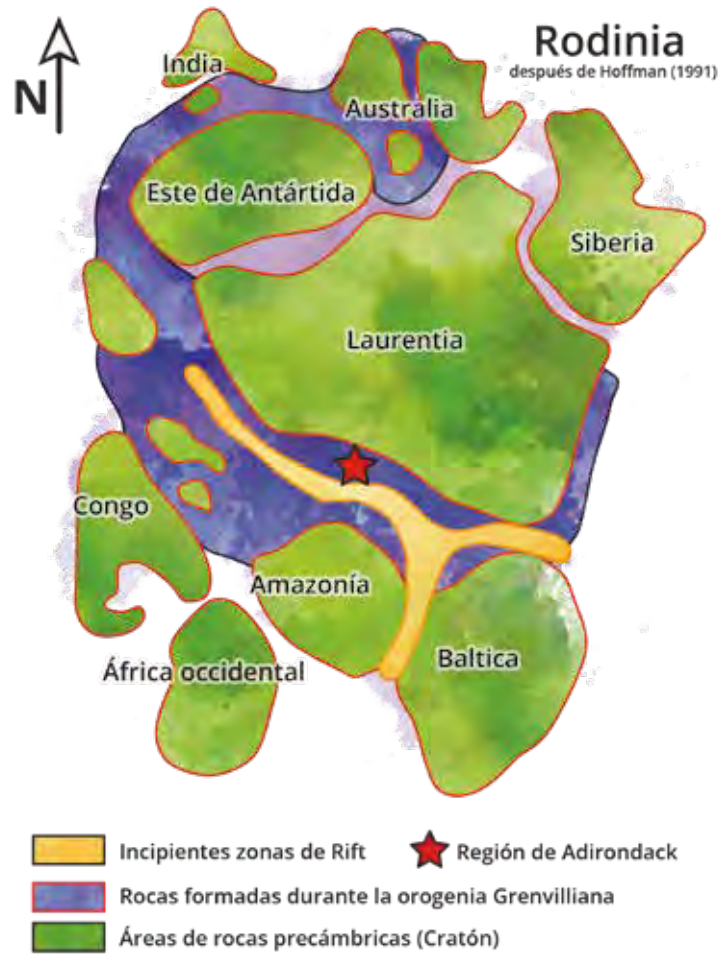 Rodinia
después de Hoffman (1991)
N
India
Australia
Este de Antártida
Siberia
Laurentia
Congo
Amazonía
Baltica
África occidental
Incipientes zonas de Rift
Región de Adirondack
Rocas formadas durante la orogenia Grenvilliana
Áreas de rocas precámbricas (Cratón)